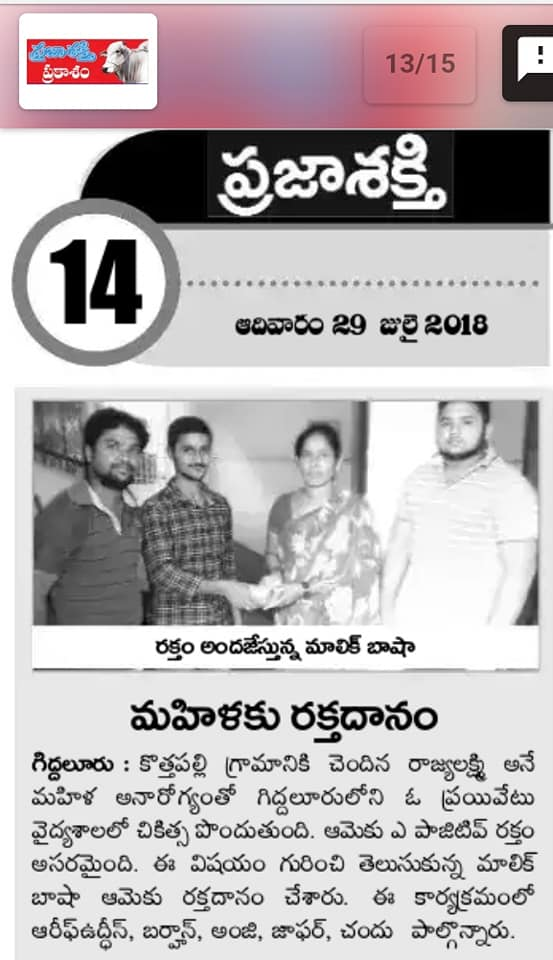 ప్రజాశక్తి
ప్రకాశం
13/15
ప్రజాశక్తి
14
ఆదివారం 29 జులై 2018
రక్తం అందజేస్తున్న మాలిక్ బాషా
మహిళకు రక్తదానం
గిద్దలూరు : కొత్తపల్లి గ్రామానికి చెందిన రాజ్యలక్ష్మి అనే
మహిళ అనారోగ్యంతో గిద్దలూరులోని ఓ ప్రయివేటు
వైద్యశాలలో చికిత్స పొందుతుంది. ఆమెకు ఎ పాజిటివ్ రక్తం
అసరమైంది. ఈ విషయం గురించి తెలుసుకున్న మాలిక్
బాషా ఆమెకు రక్తదానం చేశారు. ఈ కార్యక్రమంలో
ఆరీఫ్ఉద్ధీన్, బర్హాన్, అంజి, జాఫర్, చందు పాల్గొన్నారు.